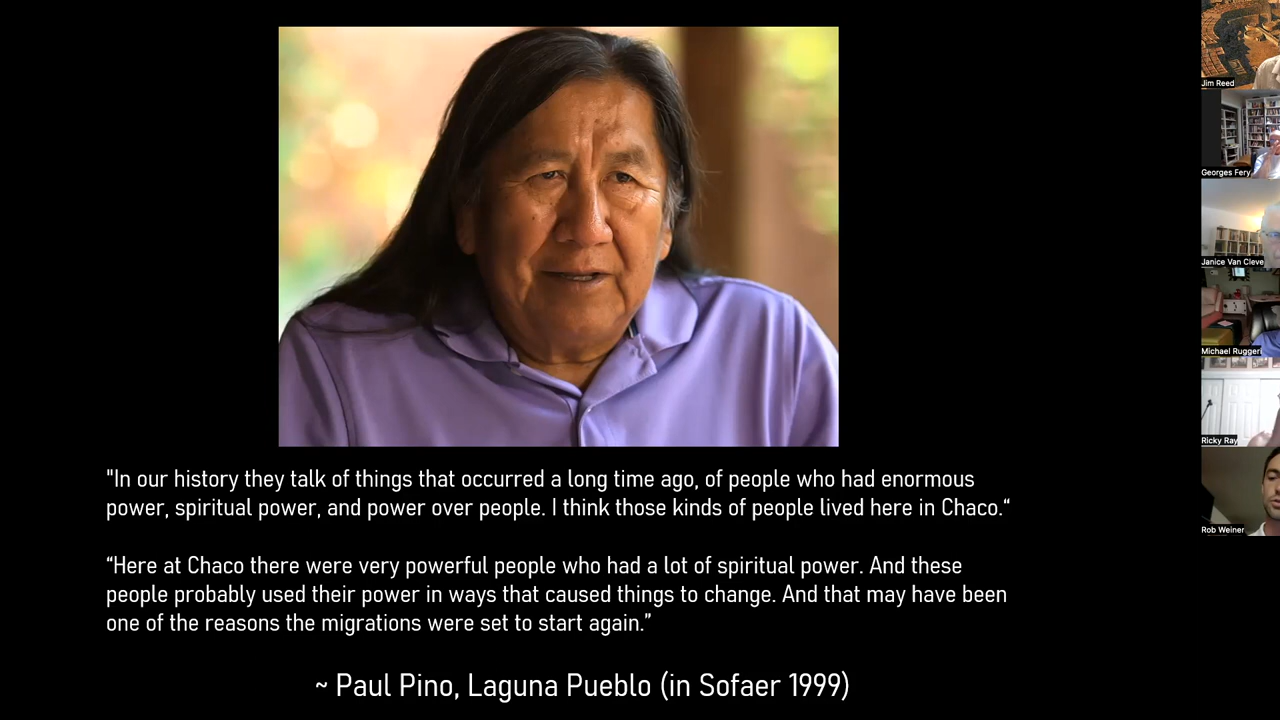 "In our history they talk of things that occurred a long time ago, of people who had enormous
power, spiritual power, and power over people. I think those kinds of people lived here in Chaco.“
“Here at Chaco there were very powerful people who had a lot of spiritual power. And these
people probably used their power in ways that caused things to change. And that may have been
one of the reasons the migrations were set to start again.”
~ Paul Pino, Laguna Pueblo (in Sofaer 1999)
Jim Reed
Georges Fery
Janice Van Cleve
Michael Ruggeri
Ricky Ray
Rob Weiner